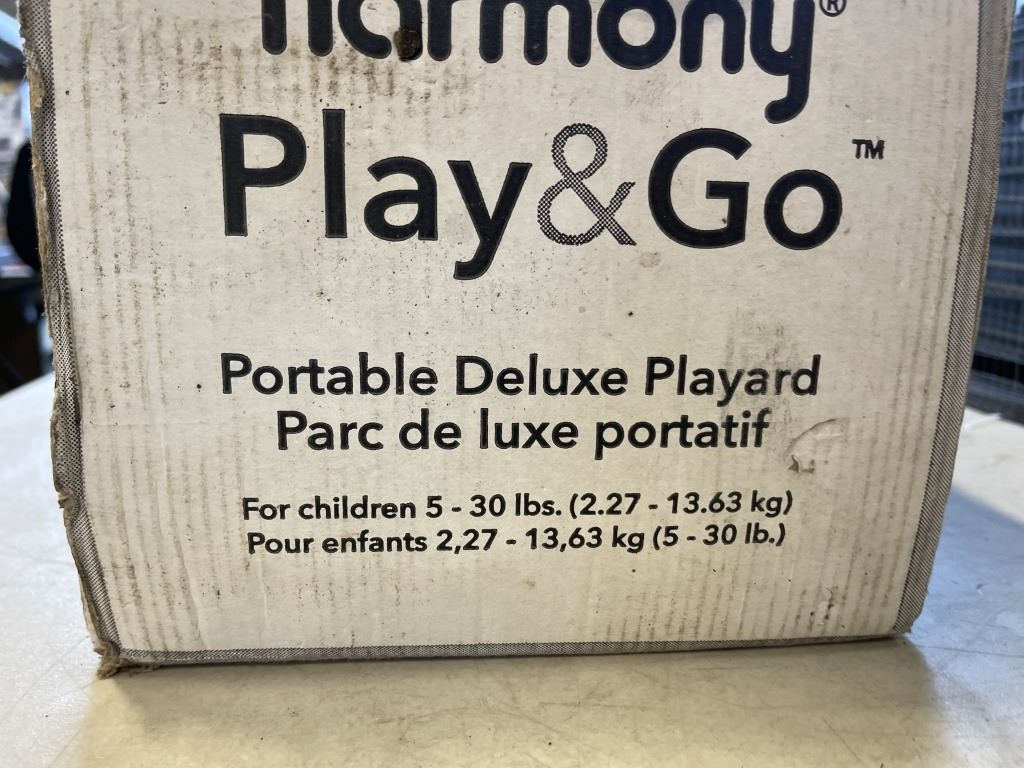 harmony®
Play&Go™
Portable Deluxe Playard
Parc de luxe portatif
For children 5 - 30 lbs. (2.27 - 13.63 kg)
Pour enfants 2,27 - 13,63 kg (5 - 30 lb.)